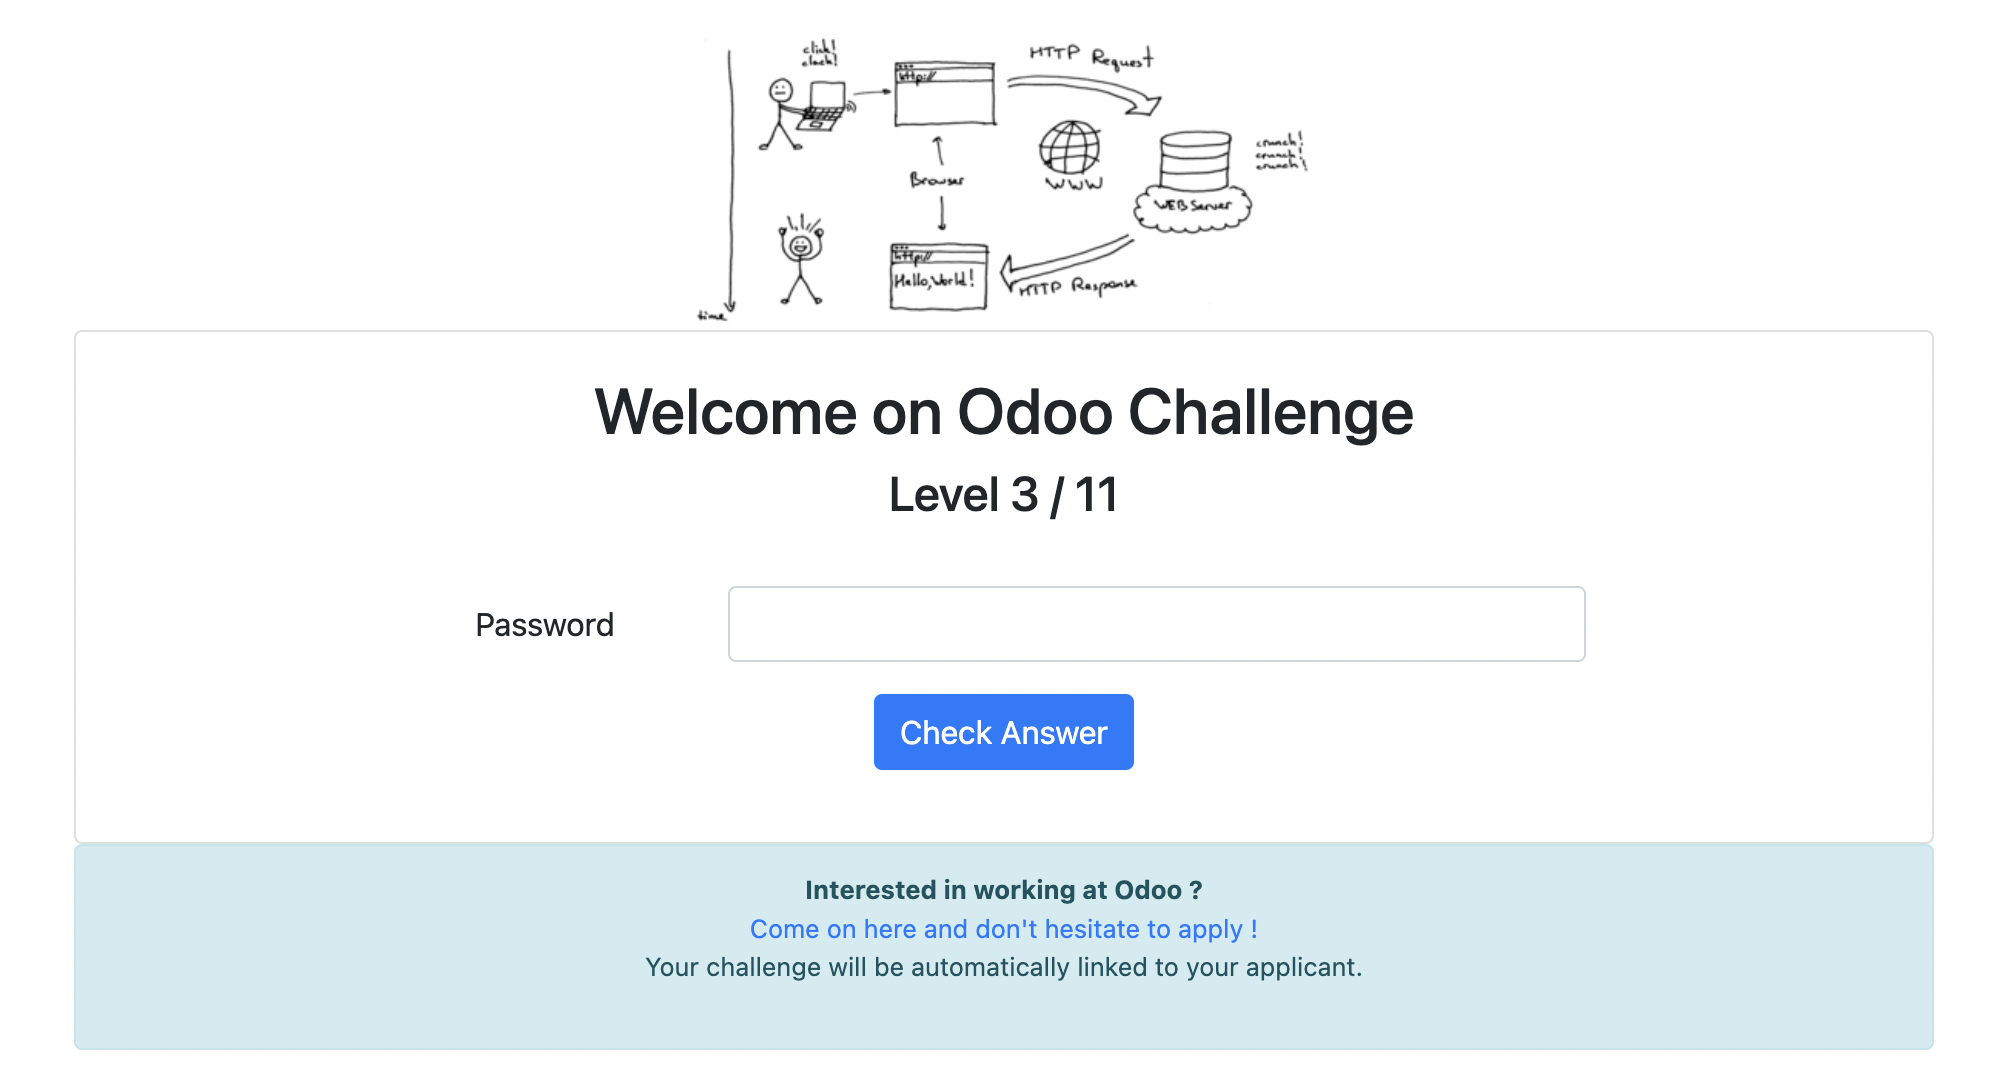 click!
clack!
HTTP Request
http://
crunch!
crunch!
crunch!
Browser
WWW
WEB Server
http://
Hello, World!
HTTP Response
time
Welcome on Odoo Challenge
Level 3 / 11
Password
Check Answer
Interested in working at Odoo ?
Come on here and don't hesitate to apply !
Your challenge will be automatically linked to your applicant.